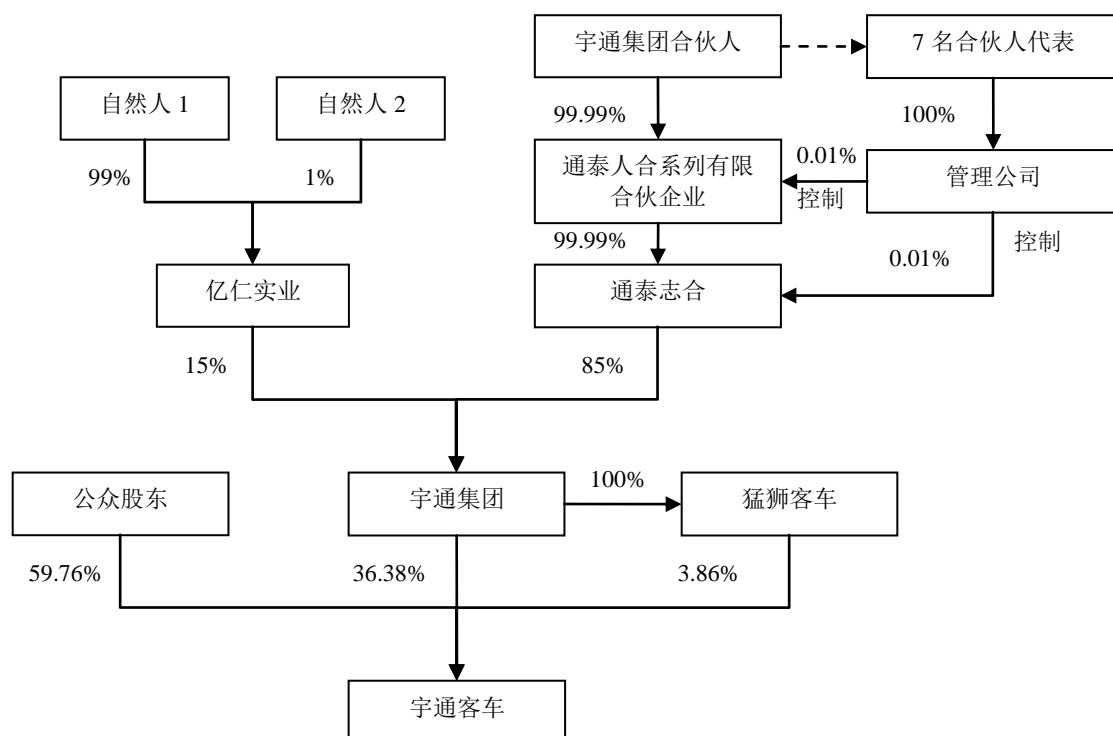 宇通集团合伙人
7 名合伙人代表
自然人 1
自然人 2
99.99%
100%
0.01%
99%
1%
通泰人合系列有限
合伙企业
控制
管理公司
99.99%
控制
0.01%
亿仁实业
通泰志合
15%
85%
100%
公众股东
宇通集团
猛狮客车
59.76%
36.38%
3.86%
宇通客车